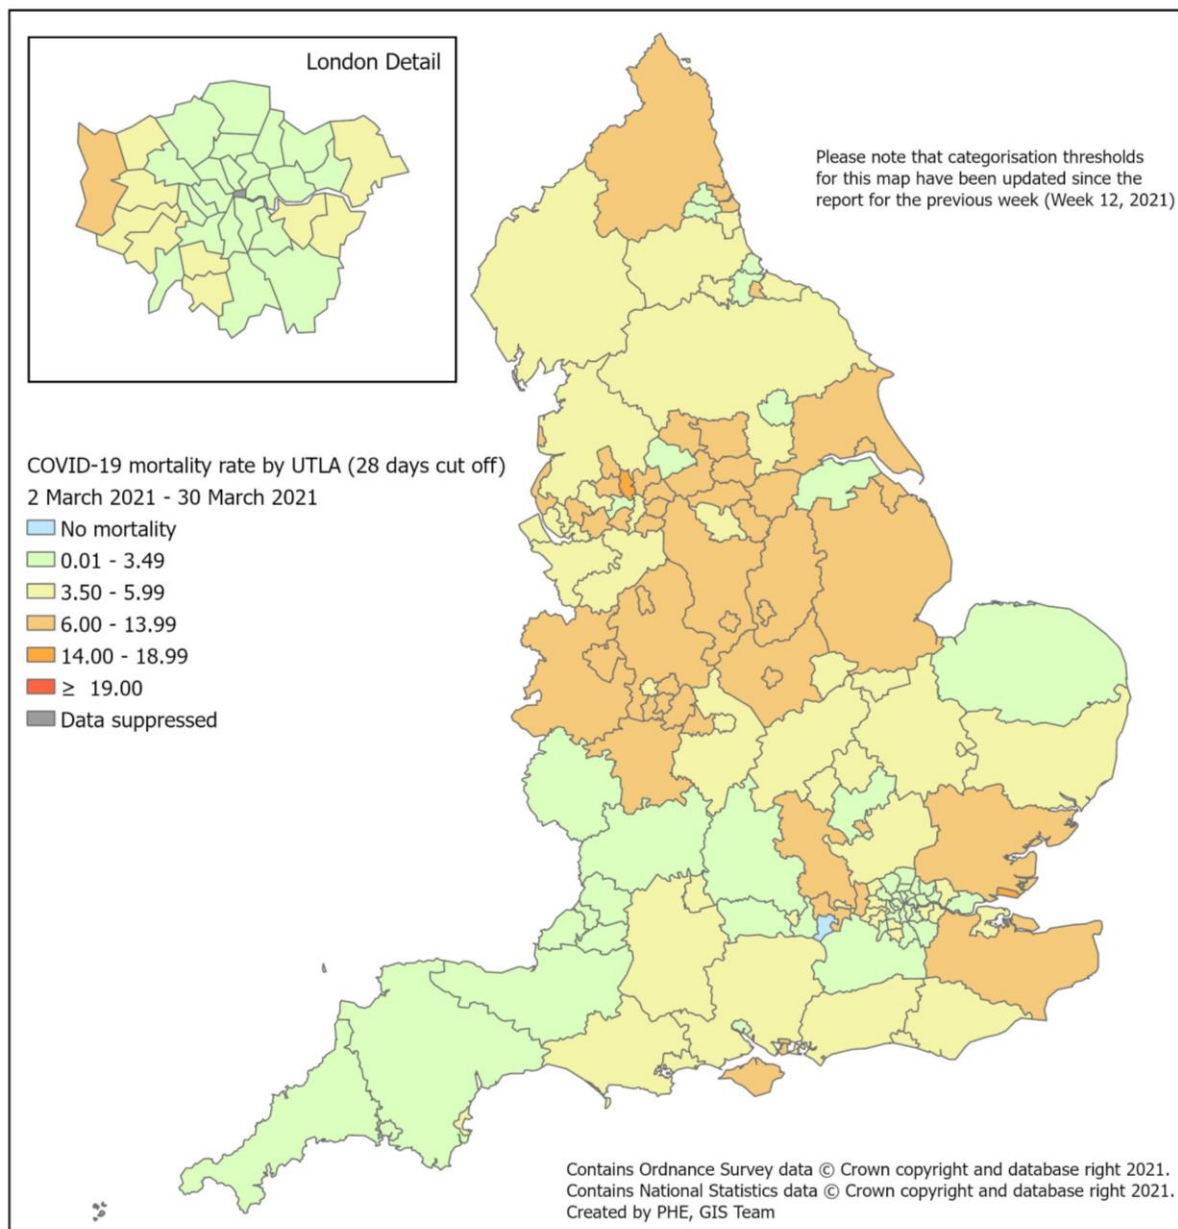 London Detail
Please note that categorisation thresholds
for this map have been updated since the
report for the previous week (Week 12, 2021)
COVID-19 mortality rate by UTLA (28 days cut off)
2 March 2021 - 30 March 2021
No mortality
0.01 - 3.49
3.50 - 5.99
6.00 - 13.99
14.00 - 18.99
≥ 19.00
Data suppressed
Contains Ordnance Survey data © Crown copyright and database right 2021.
Contains National Statistics data © Crown copyright and database right 2021.
Created by PHE, GIS Team